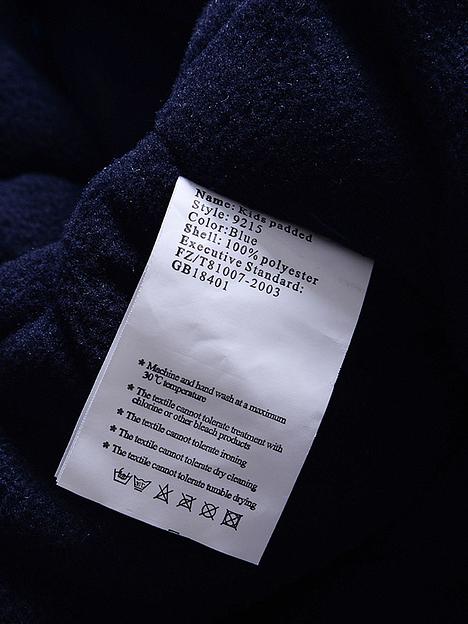 Name: Kids padded
Style: 9215
Color:Blue
Shell: 100% polyester
Executive Standard:
FZ/T81007-2003
GB18401
* Machine and hand wash at a maximum
30℃ temperature
* The textile cannot tolerate treatment with
chlorine or other bleach products
* The textile cannot tolerate ironing
* The textile cannot tolerate dry cleaning
* The textile cannot tolerate tumble drying